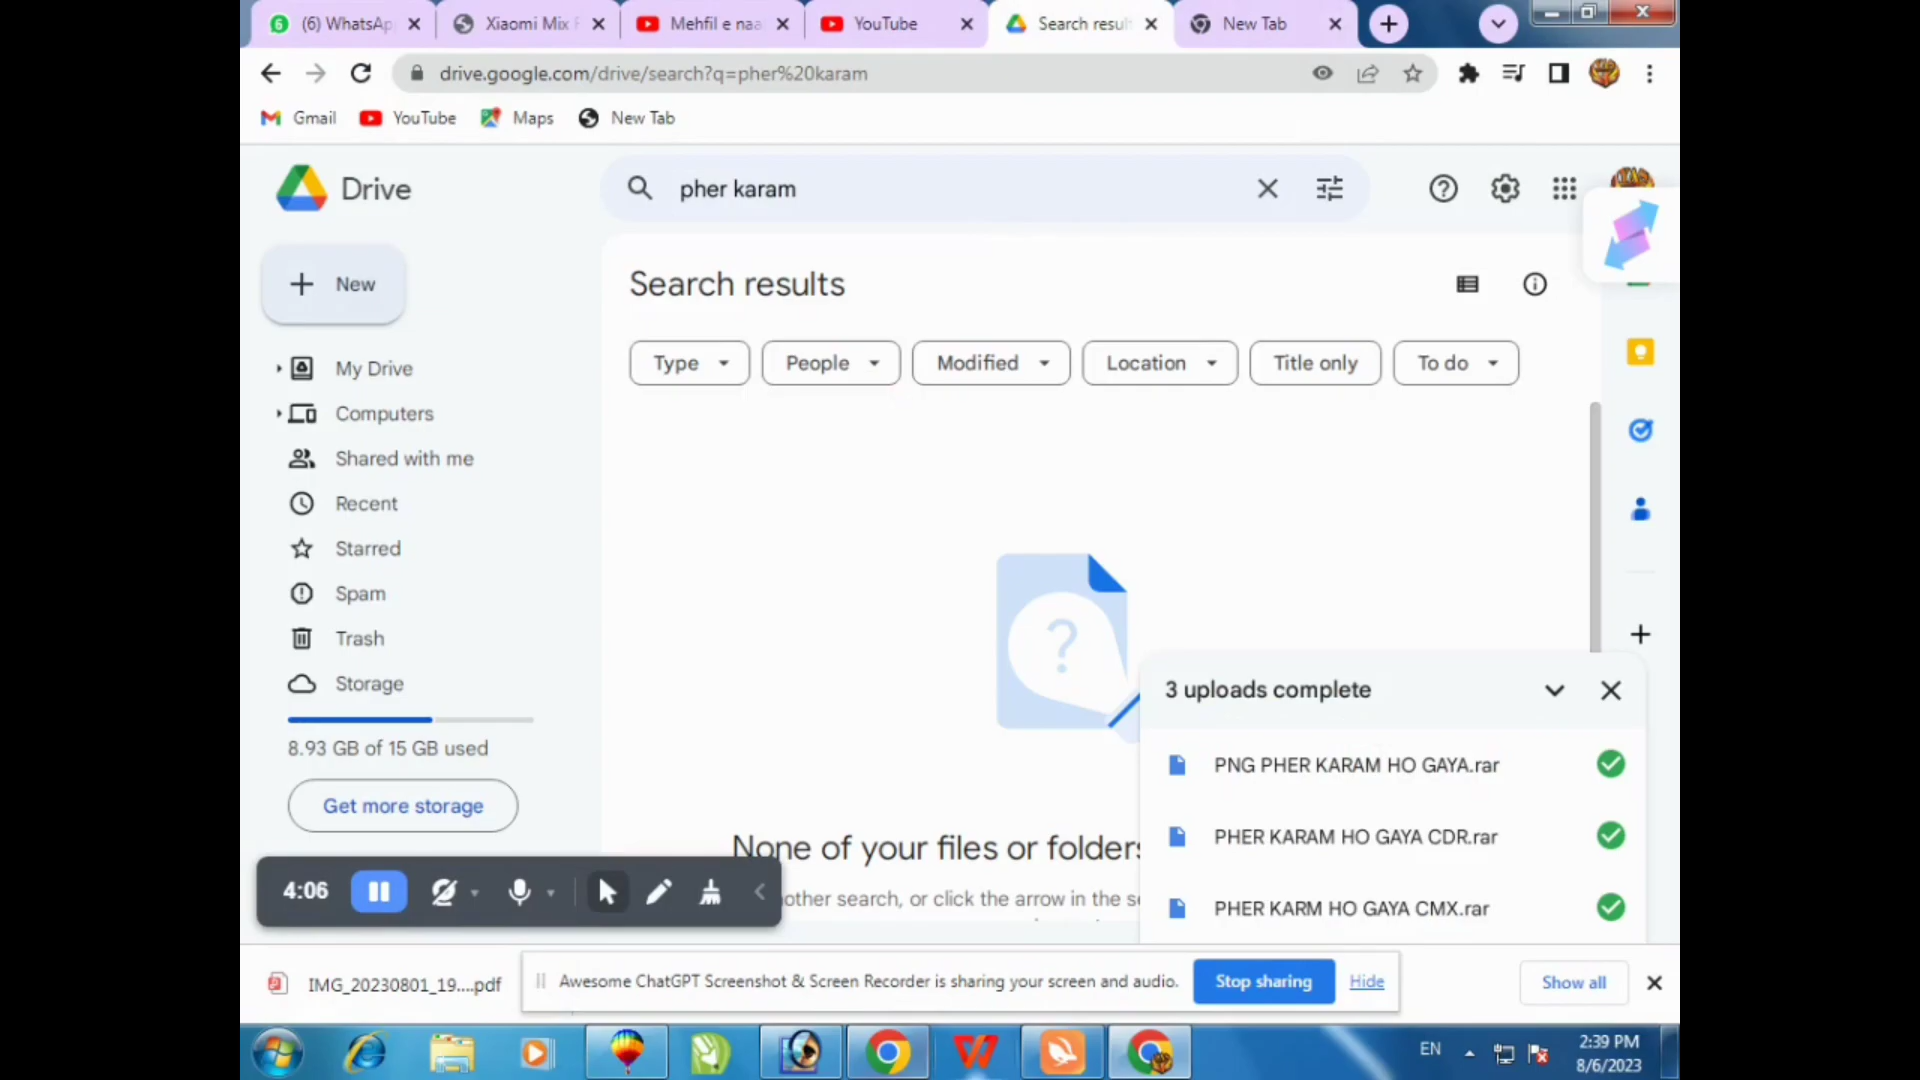 (6) WhatsAp
Xiaomi Mix F
Mehfil e naa
YouTube
Search resul
New Tab
drive.google.com/drive/search?q=pher%20karam
Gmail
YouTube
Maps
New Tab
Drive
pher karam
New
Search results
Type
People
Modified
Location
Title only
To do
My Drive
Computers
Shared with me
Recent
Starred
Spam
Trash
Storage
8.93 GB of 15 GB used
Get more storage
3 uploads complete
PNG PHER KARAM HO GAYA.rar
PHER KARAM HO GAYA CDR.rar
PHER KARM HO GAYA CMX.rar
None of your files or folders
other search, or click the arrow in the se
4:06
IMG_20230801_19....pdf
Awesome ChatGPT Screenshot & Screen Recorder is sharing your screen and audio.
Stop sharing
Hide
Show all
EN
2:39 PM
8/6/2023